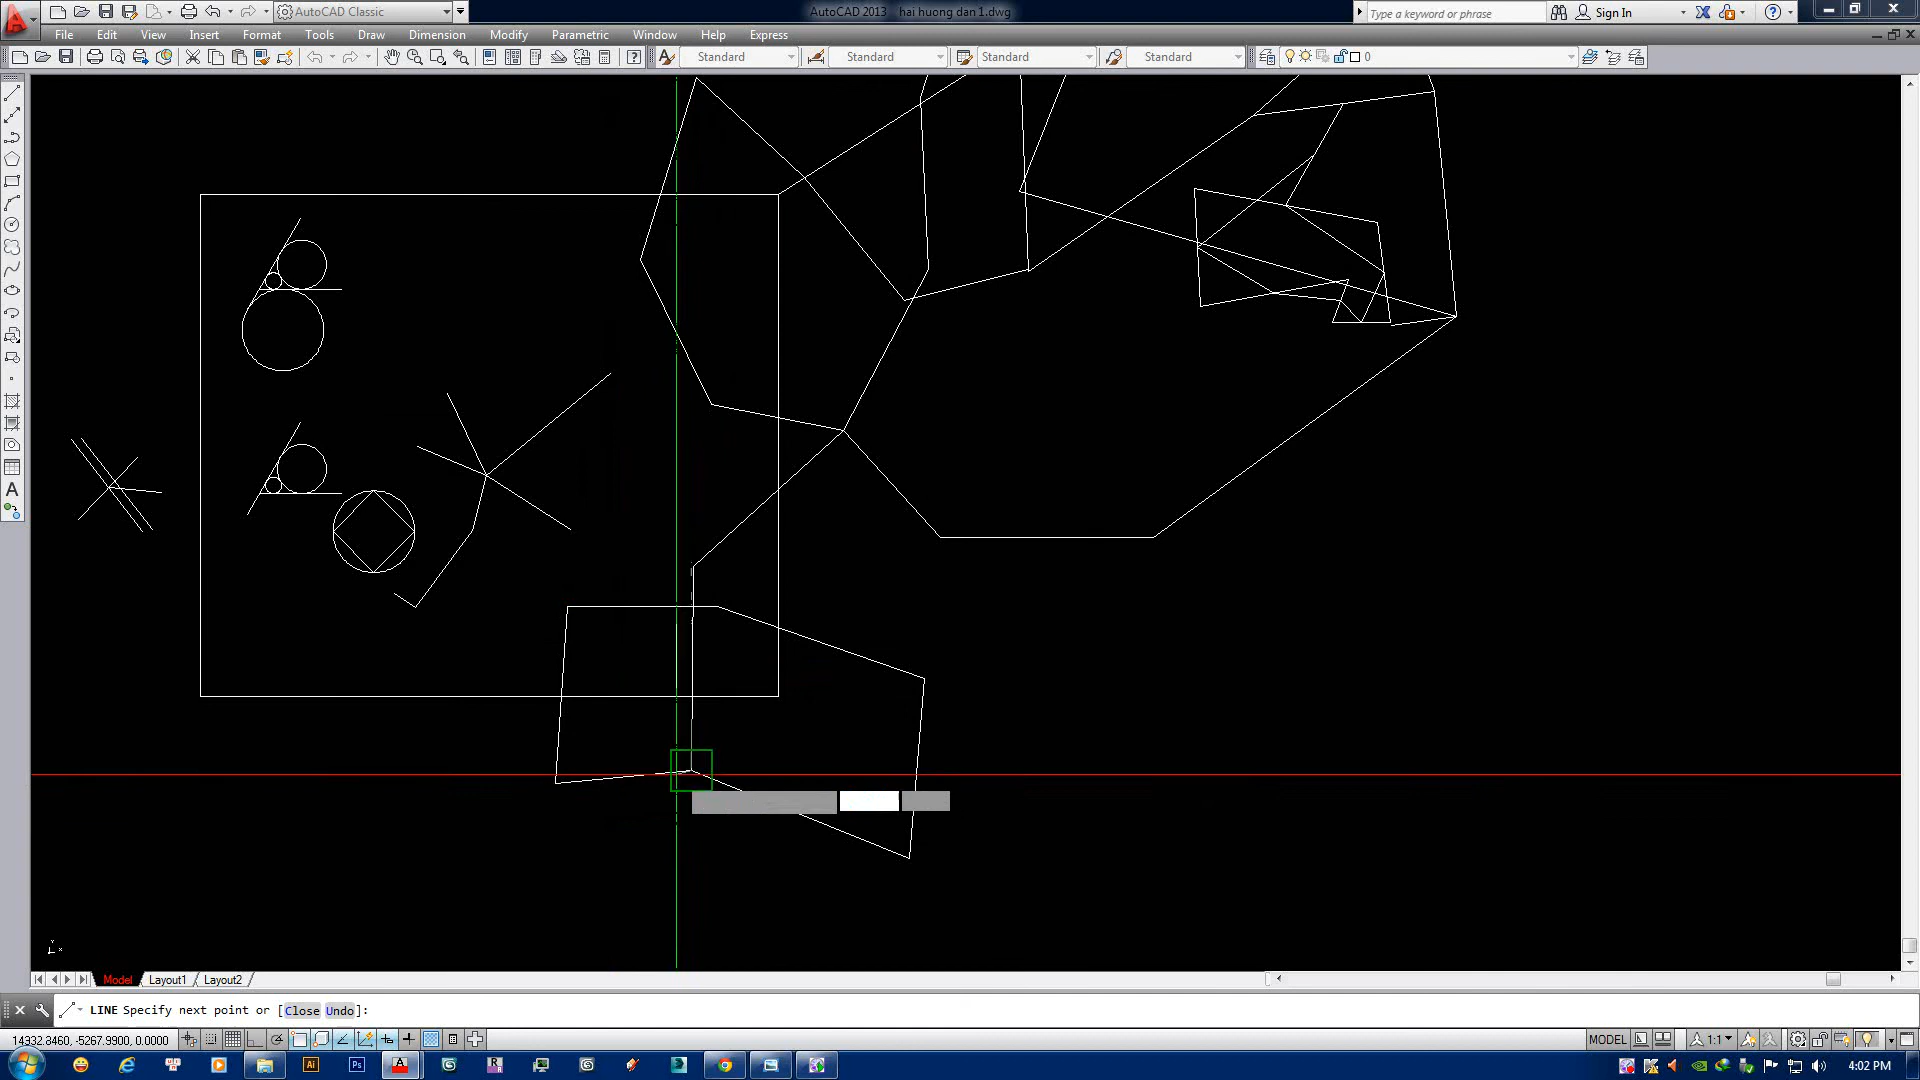 AutoCAD Classic
AutoCAD 2013 hai huong dan 1.dwg
Type a keyword or phrase
Sign In
File Edit View Insert Format Tools Draw Dimension Modify Parametric Window Help Express
Standard Standard Standard Standard 0
A
Y
X
Model Layout1 Layout2
LINE Specify next point or [Close Undo]:
14332.8460, -5267.9900, 0.0000
MODEL 1:1
Ai Ps
4:02 PM